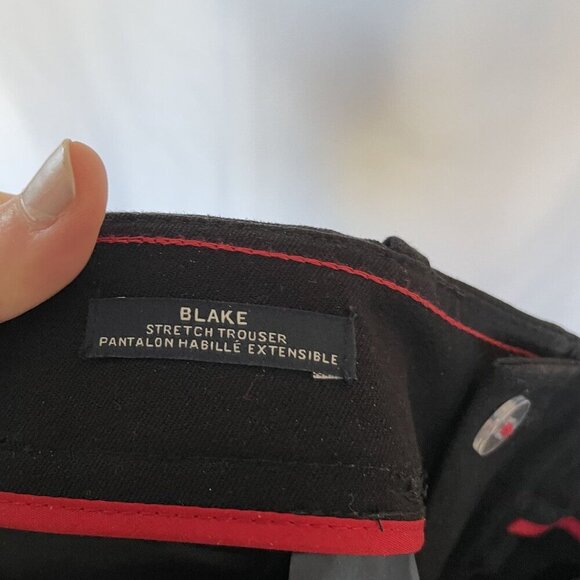 BLAKE
STRETCH TROUSER
PANTALON HABILLÉ EXTENSIBLE